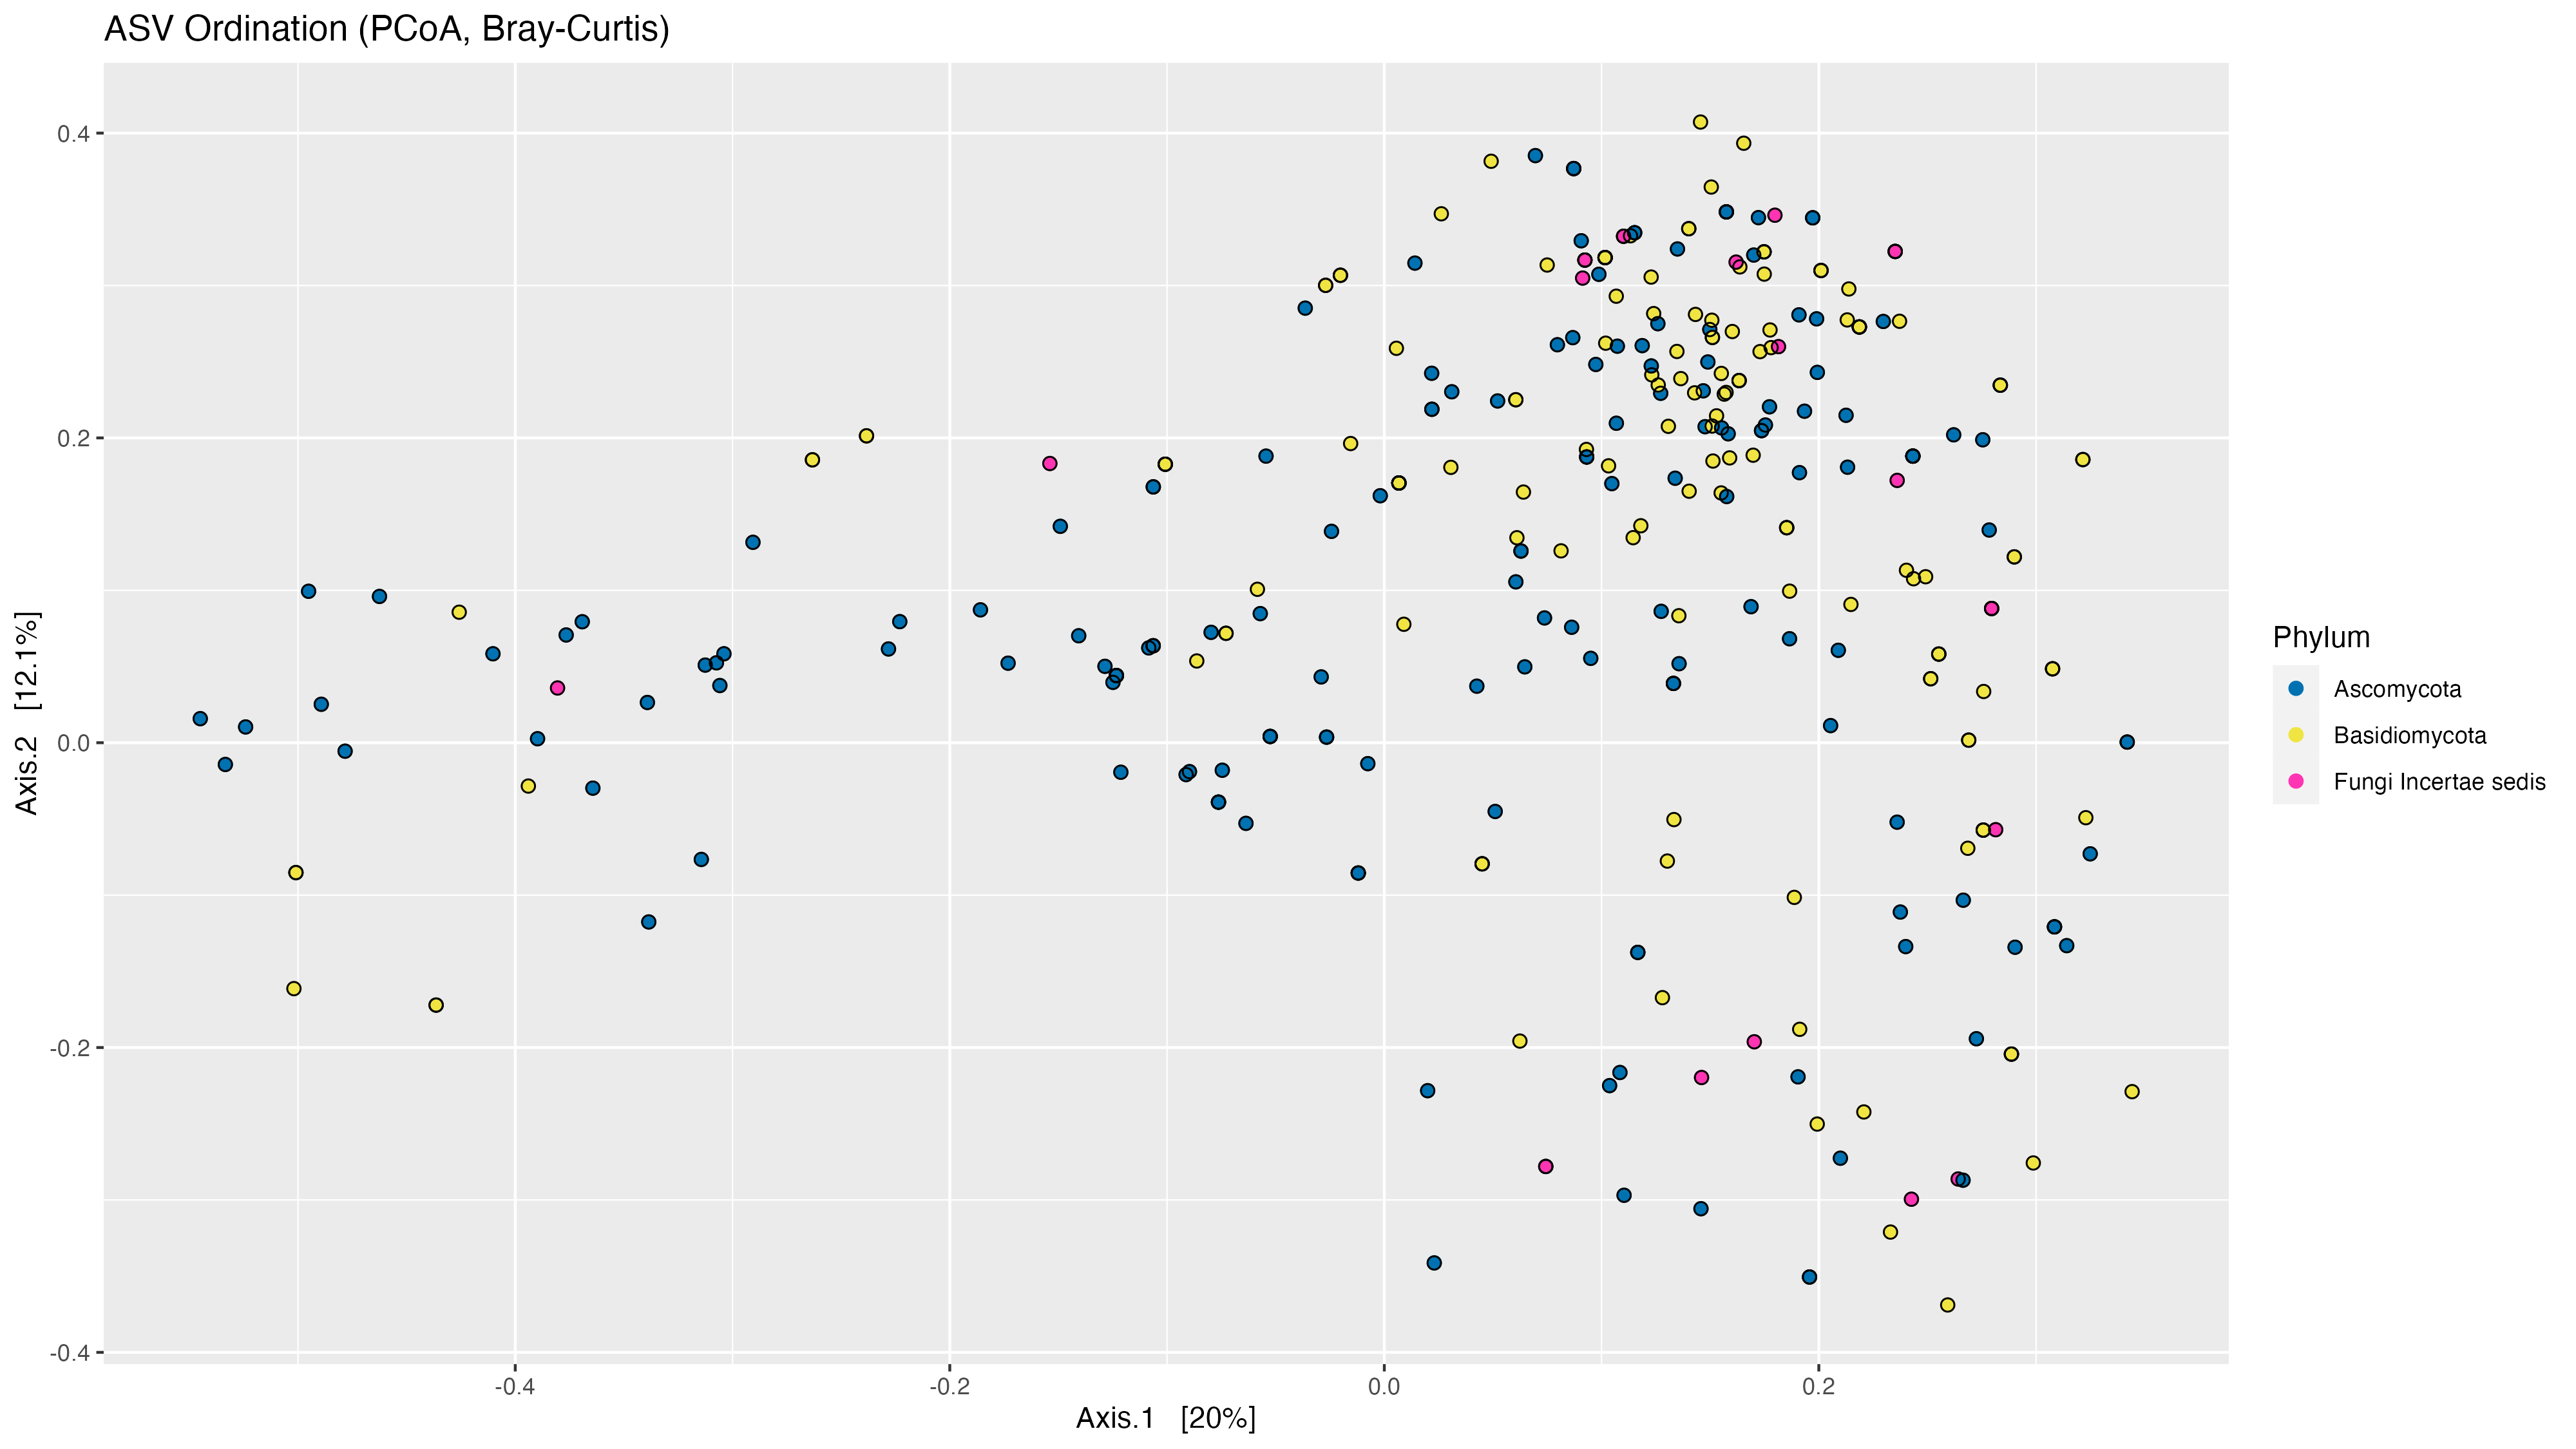 ASV Ordination (PCoA, Bray-Curtis)
0.4
0.2
0.0
-0.2
-0.4
Axis.2 [12.1%]
-0.4 -0.2 0.0 0.2
Axis.1 [20%]
Phylum
Ascomycota
Basidiomycota
Fungi Incertae sedis